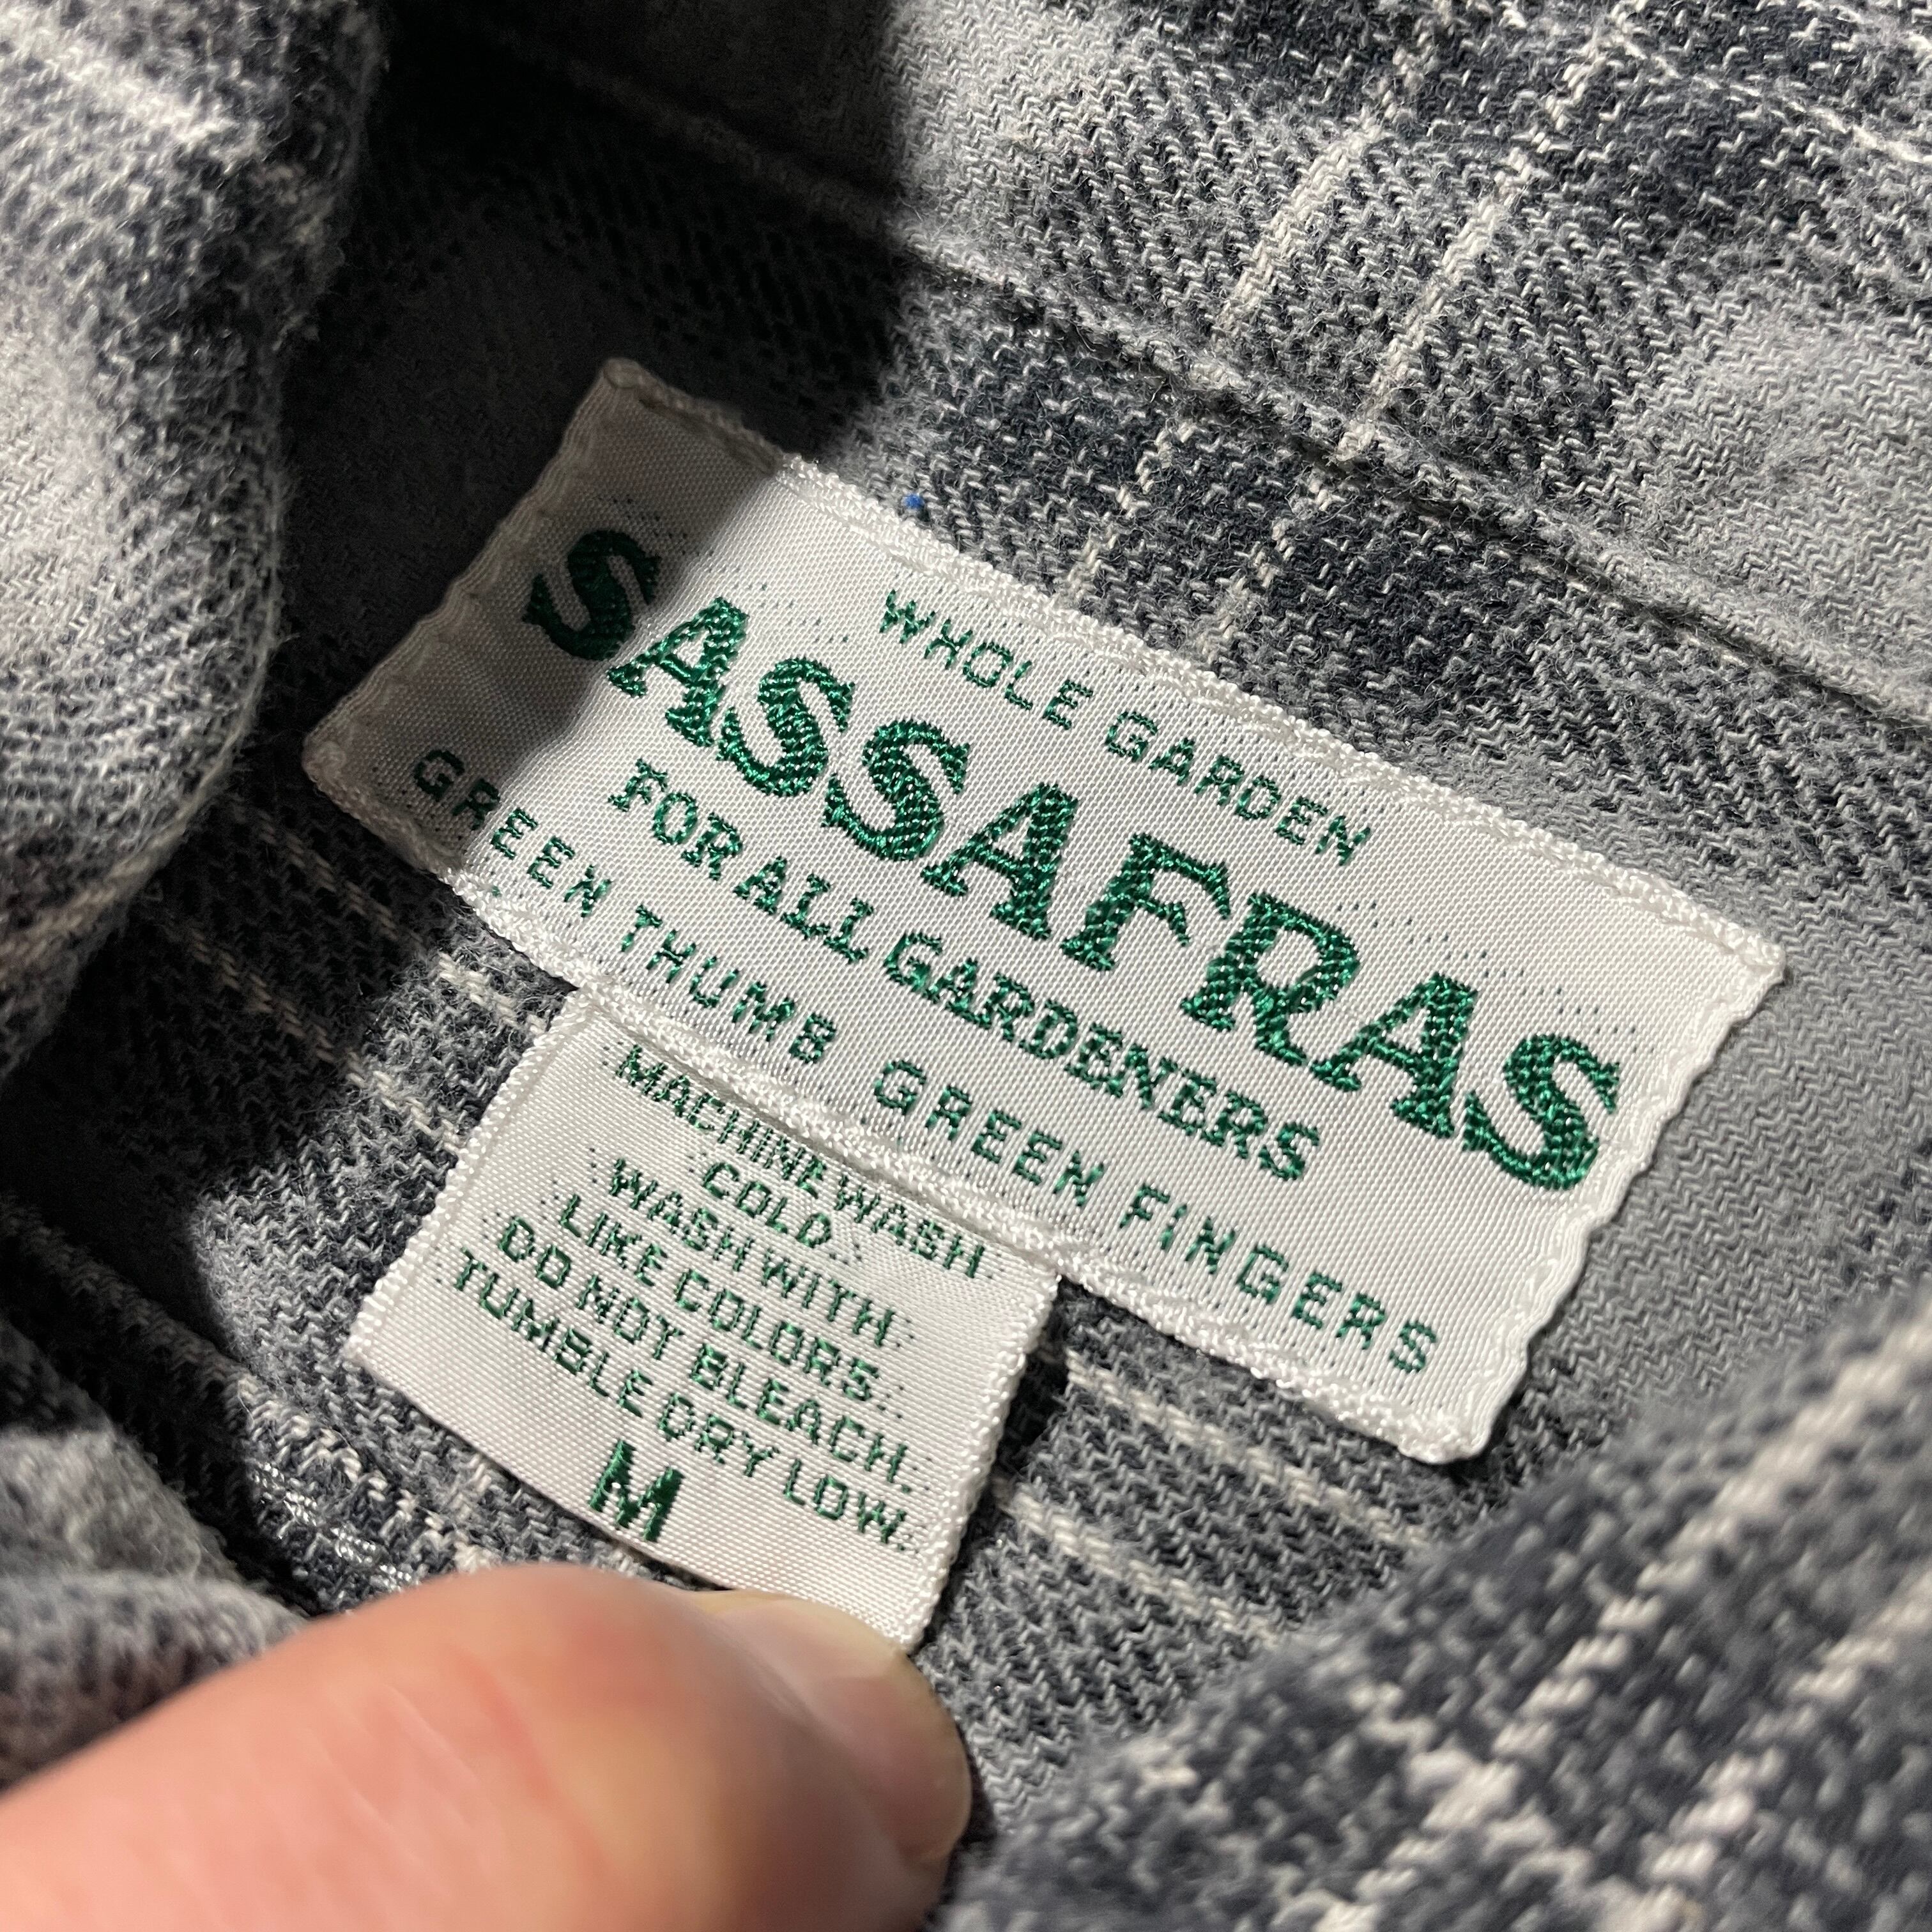 WHOLE GARDEN
SASSAFRAS
FOR ALL GARDENERS
GREEN THUMB GREEN FINGERS
MACHINE WASH
COLD.
WASH WITH
LIKE COLORS.
DO NOT BLEACH.
TUMBLE DRY LOW.
M